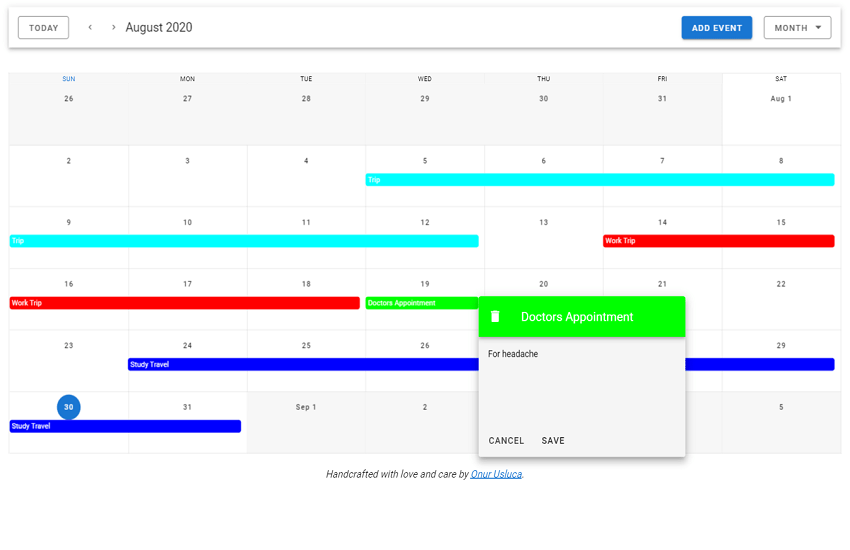 TODAY ‹ › August 2020 ADD EVENT MONTH
SUN MON TUE WED THU FRI SAT
26 27 28 29 30 31 Aug 1
2 3 4 5 6 7 8
Trip
9 10 11 12 13 14 15
Trip Work Trip
16 17 18 19 20 21 22
Work Trip Doctors Appointment
Doctors Appointment
For headache
23 24 25 26 29
Study Travel
30 31 Sep 1 2 5
Study Travel
CANCEL SAVE
Handcrafted with love and care by Onur Usluca.